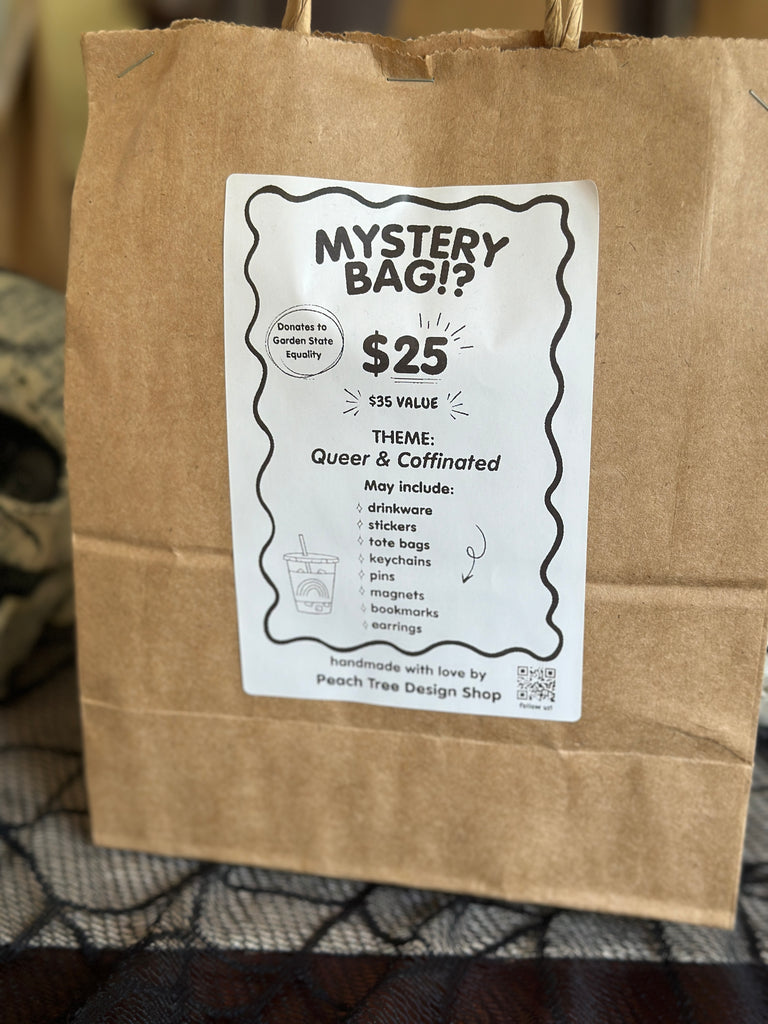 MYSTERY
BAG!?
Donates to
Garden State
Equality
$25
$35 VALUE
THEME:
Queer & Coffinated
May include:
drinkware
stickers
tote bags
keychains
pins
magnets
bookmarks
earrings
handmade with love by
Peach Tree Design Shop
follow us!